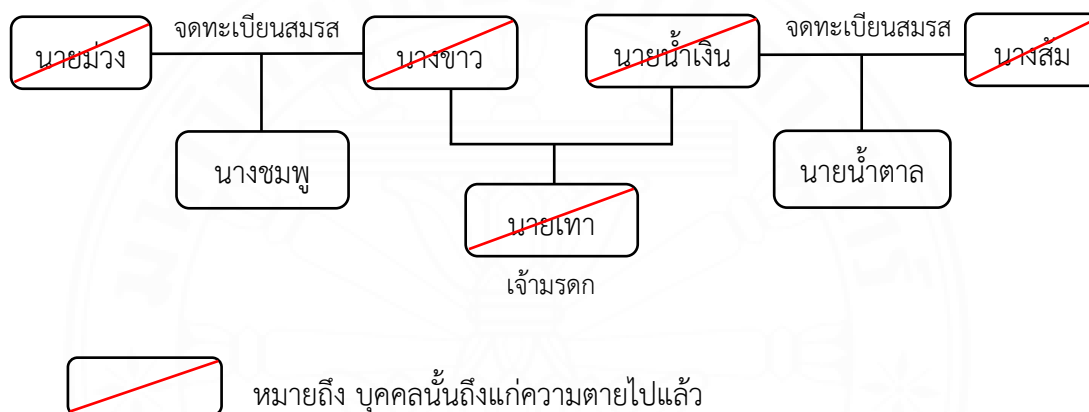 จดทะเบียนสมรส
จดทะเบียนสมรส
นายม่วง
นางขาว
นายน้ำเงิน
นางส้ม
นางชมพู
นายน้ำตาล
นายเทา
เจ้ามรดก
หมายถึง บุคคลนั้นถึงแก่ความตายไปแล้ว